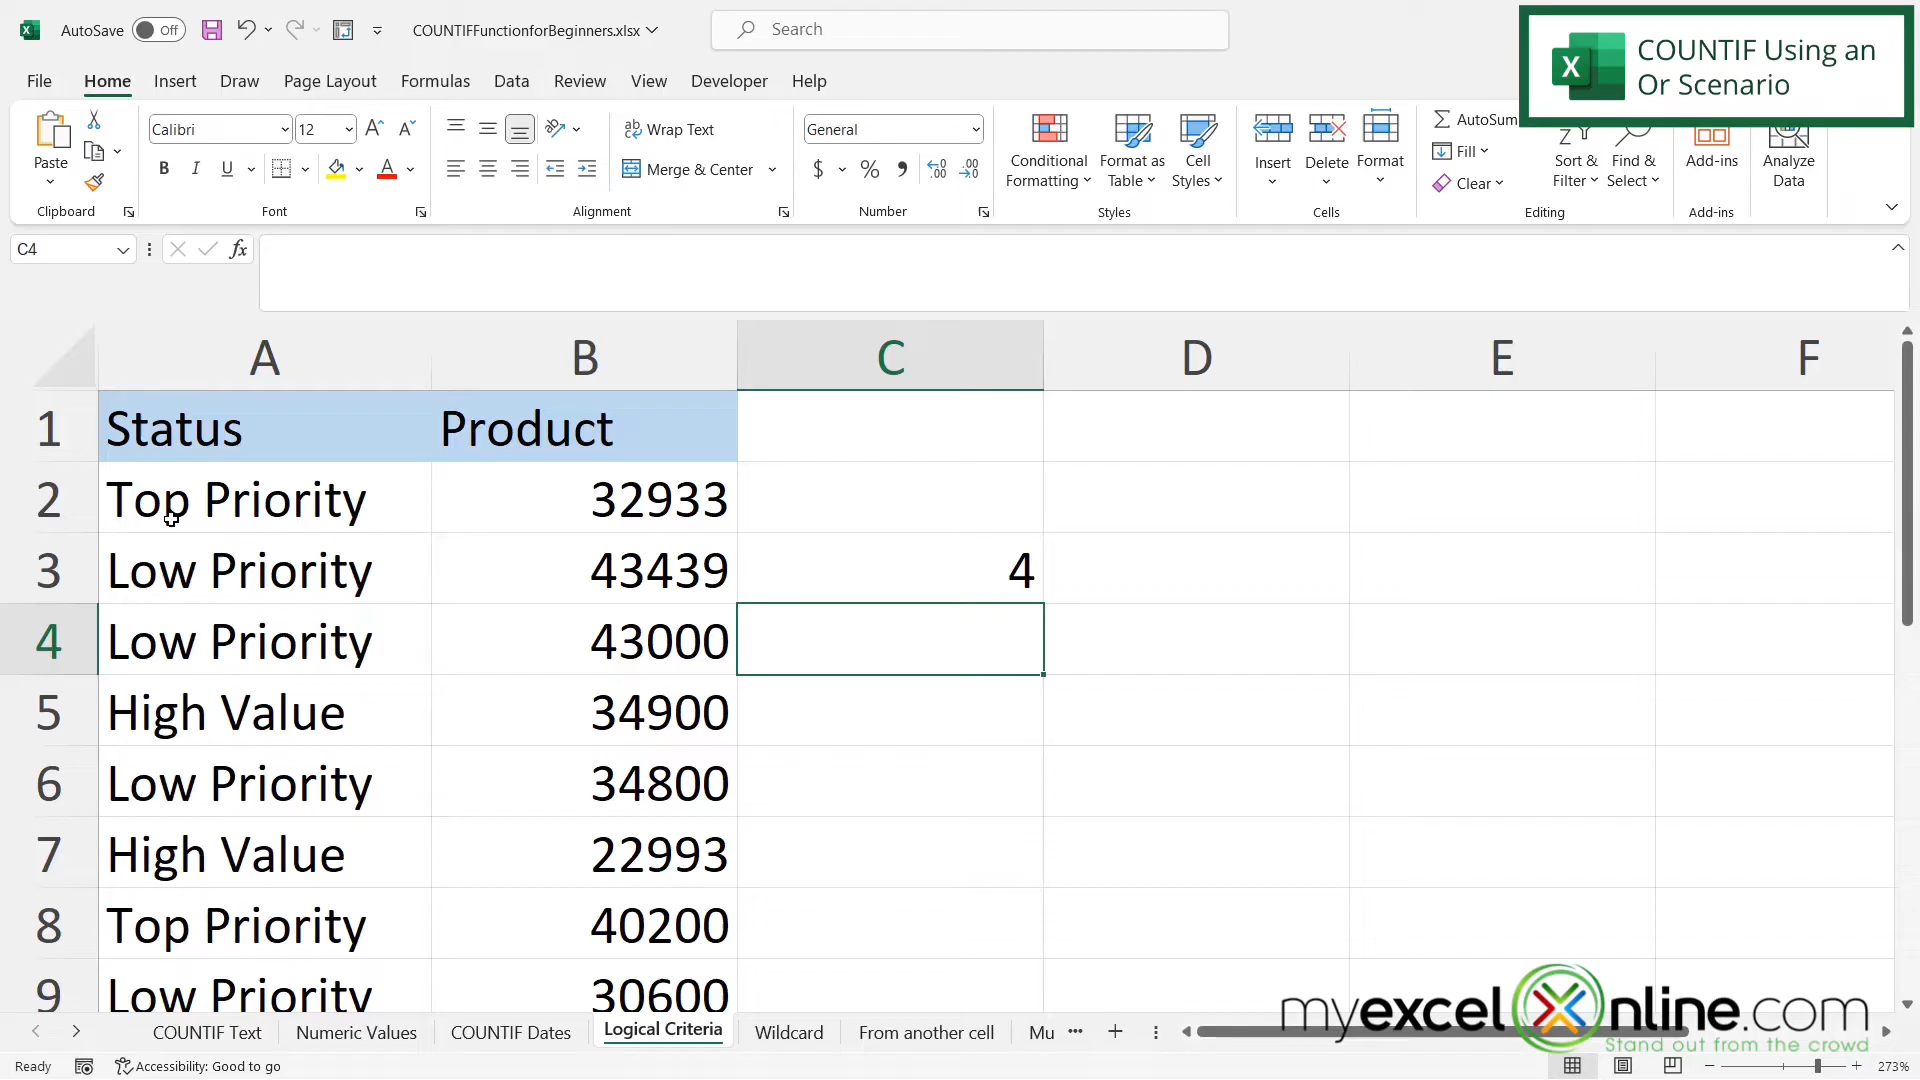 AutoSave Off COUNTIFFunctionforBeginners.xlsx Search
COUNTIF Using an
Or Scenario
File Home Insert Draw Page Layout Formulas Data Review View Developer Help
Paste
Clipboard
Calibri 12
B I U
Font
Wrap Text
Merge & Center
Alignment
General
$ %
Number
Conditional
Formatting
Format as
Table
Cell
Styles
Styles
Insert
Delete
Format
Cells
AutoSum
Fill
Clear
Sort &
Filter
Find &
Select
Editing
Add-ins
Add-ins
Analyze
Data
C4 fx
A B C D E F
1 Status Product
2 Top Priority 32933
3 Low Priority 43439 4
4 Low Priority 43000
5 High Value 34900
6 Low Priority 34800
7 High Value 22993
8 Top Priority 40200
9 Low Priority 30600
myexcelonline.com
Stand out from the crowd
COUNTIF Text Numeric Values COUNTIF Dates Logical Criteria Wildcard From another cell Mu
Ready Accessibility: Good to go 273%